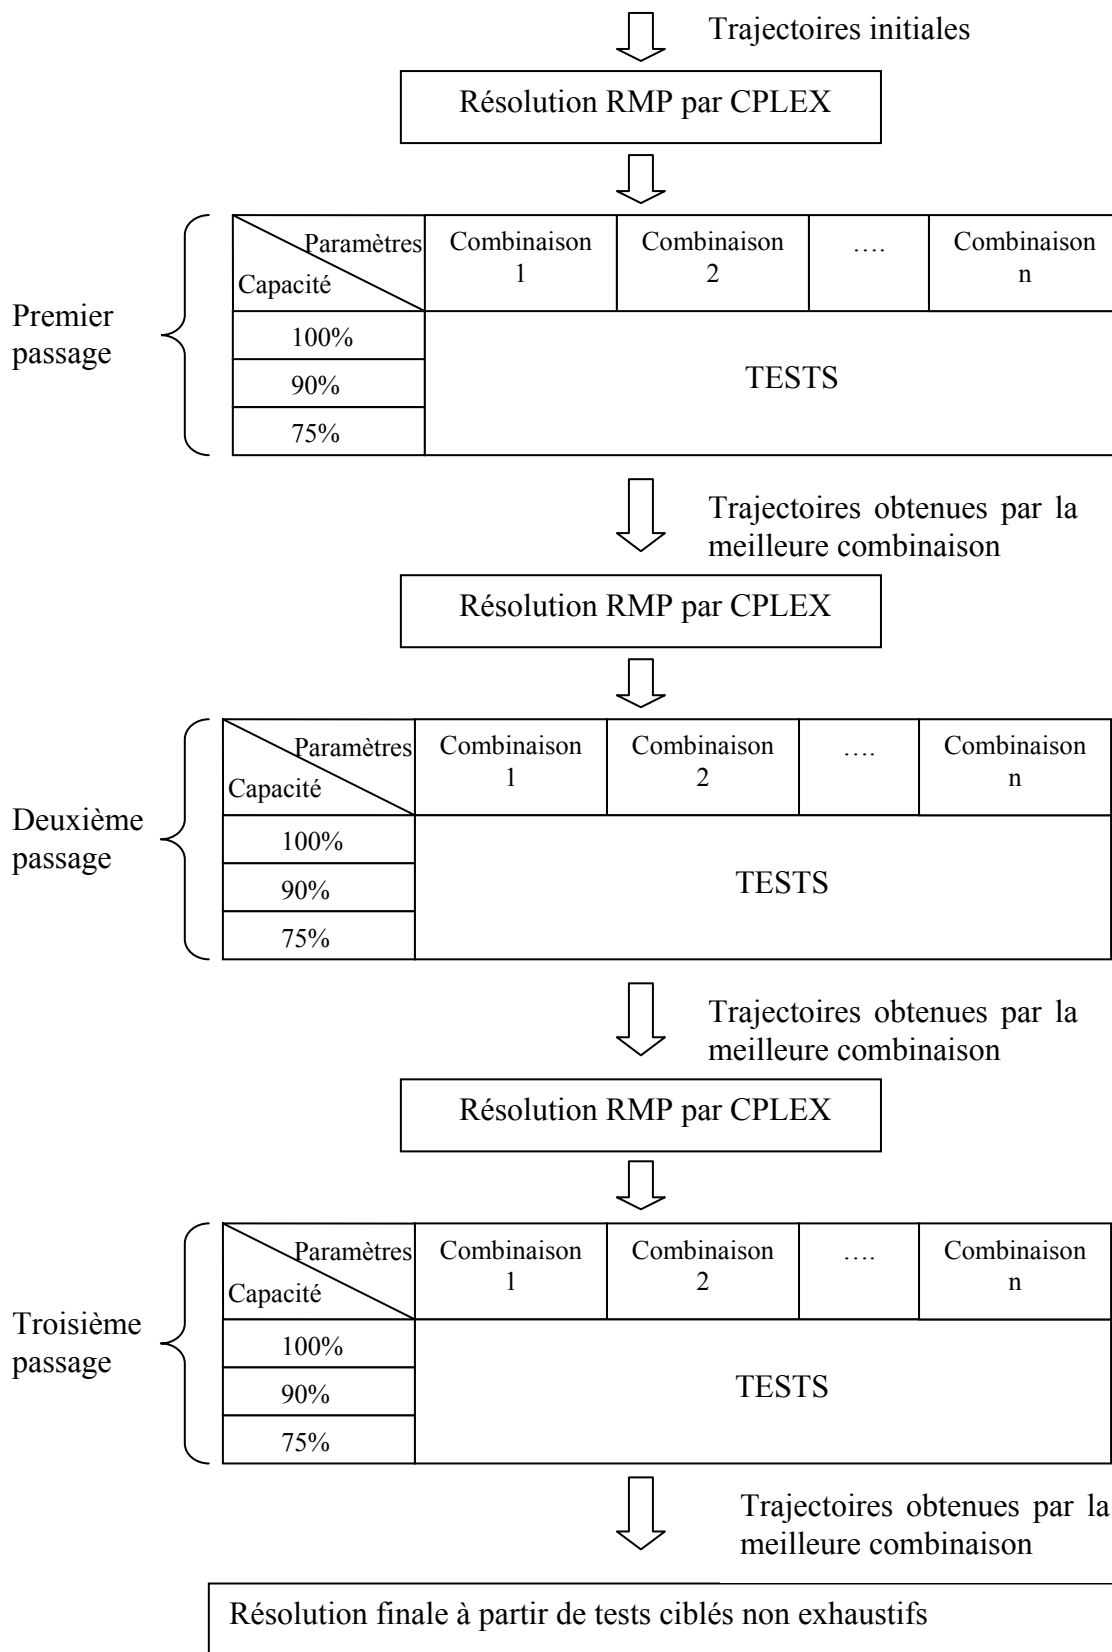 Trajectoires initiales
Résolution RMP par CPLEX
Paramètres
Capacité
Combinaison
1
Combinaison
2
....
Combinaison
n
Premier
passage
100%
90%
75%
TESTS
Trajectoires obtenues par la
meilleure combinaison
Résolution RMP par CPLEX
Paramètres
Capacité
Combinaison
1
Combinaison
2
....
Combinaison
n
Deuxième
passage
100%
90%
75%
TESTS
Trajectoires obtenues par la
meilleure combinaison
Résolution RMP par CPLEX
Paramètres
Capacité
Combinaison
1
Combinaison
2
....
Combinaison
n
Troisième
passage
100%
90%
75%
TESTS
Trajectoires obtenues par la
meilleure combinaison
Résolution finale à partir de tests ciblés non exhaustifs